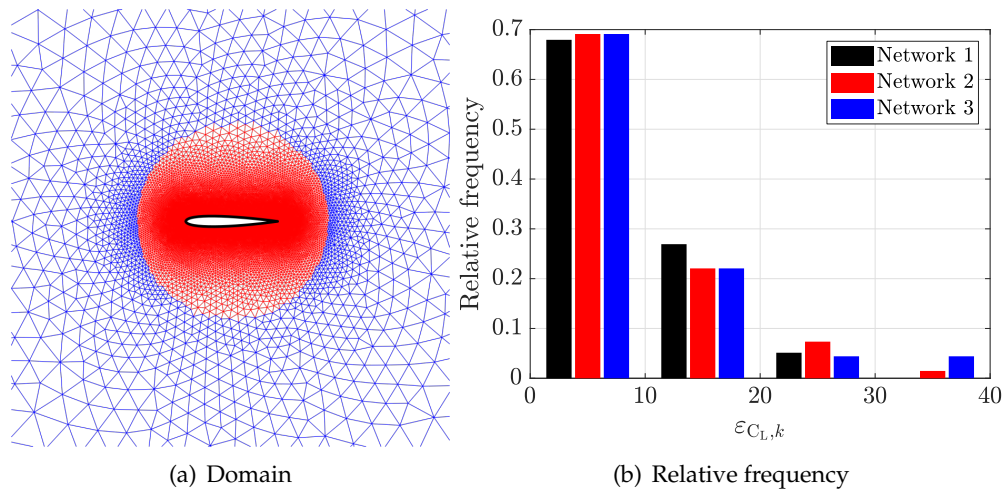 0.7
0.6
0.5
0.4
0.3
0.2
0.1
0
Relative frequency
Network 1
Network 2
Network 3
0 10 20 30 40
ε_{C_L,k}
(a) Domain
(b) Relative frequency